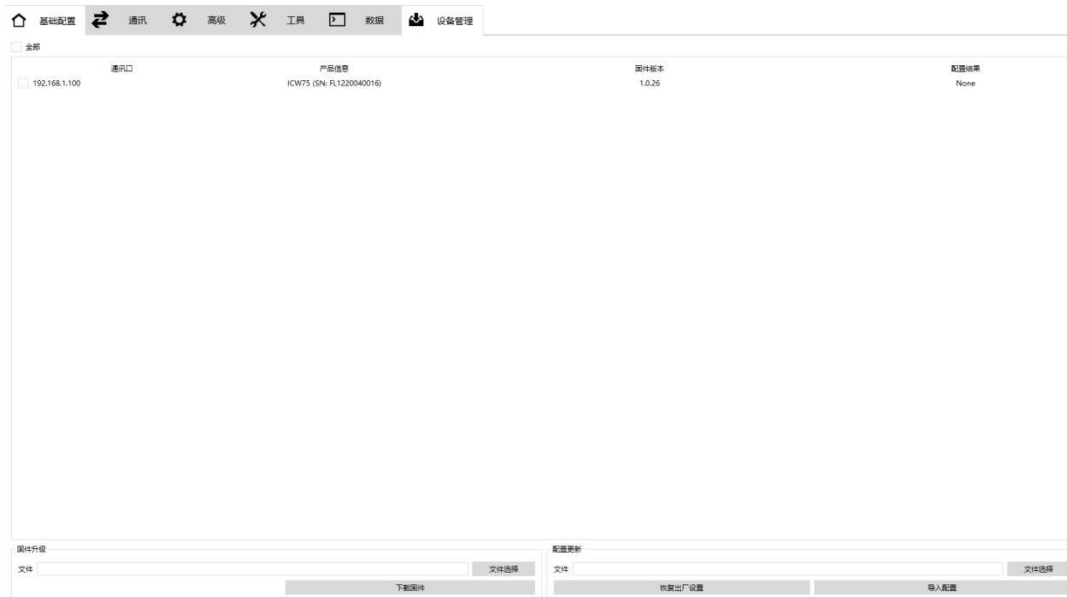 基础配置 通讯 高级 工具 数据 设备管理
全部
通讯口 产品信息 固件版本 配置结果
192.168.1.100 ICW75 (SN: FL1220040016) 1.0.26 None
固件升级 配置更新
文件 文件选择 文件 文件选择
下载固件 恢复出厂设置 导入配置